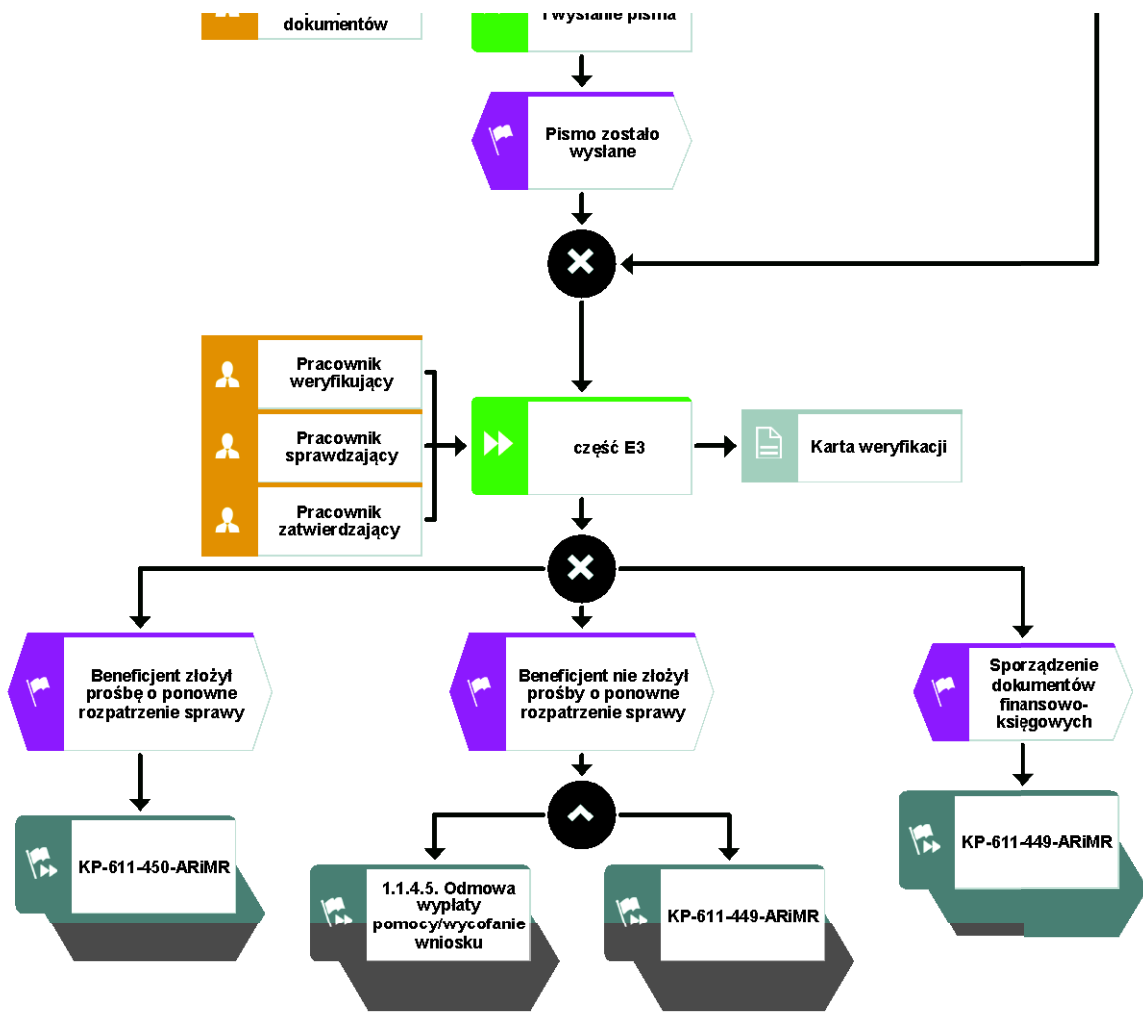 dokumentów
i wysłanie pisma
Pismo zostało
wysłane
Pracownik
weryfikujący
Pracownik
sprawdzający
Pracownik
zatwierdzający
część E3
Karta weryfikacji
Beneficjent złożył
prośbę o ponowne
rozpatrzenie sprawy
Beneficjent nie złożył
prośby o ponowne
rozpatrzenie sprawy
Sporządzenie
dokumentów
finansowo-
księgowych
KP-611-450-ARiMR
1.1.4.5. Odmowa
wypłaty
pomocy/wycofanie
wniosku
KP-611-449-ARiMR
KP-611-449-ARiMR